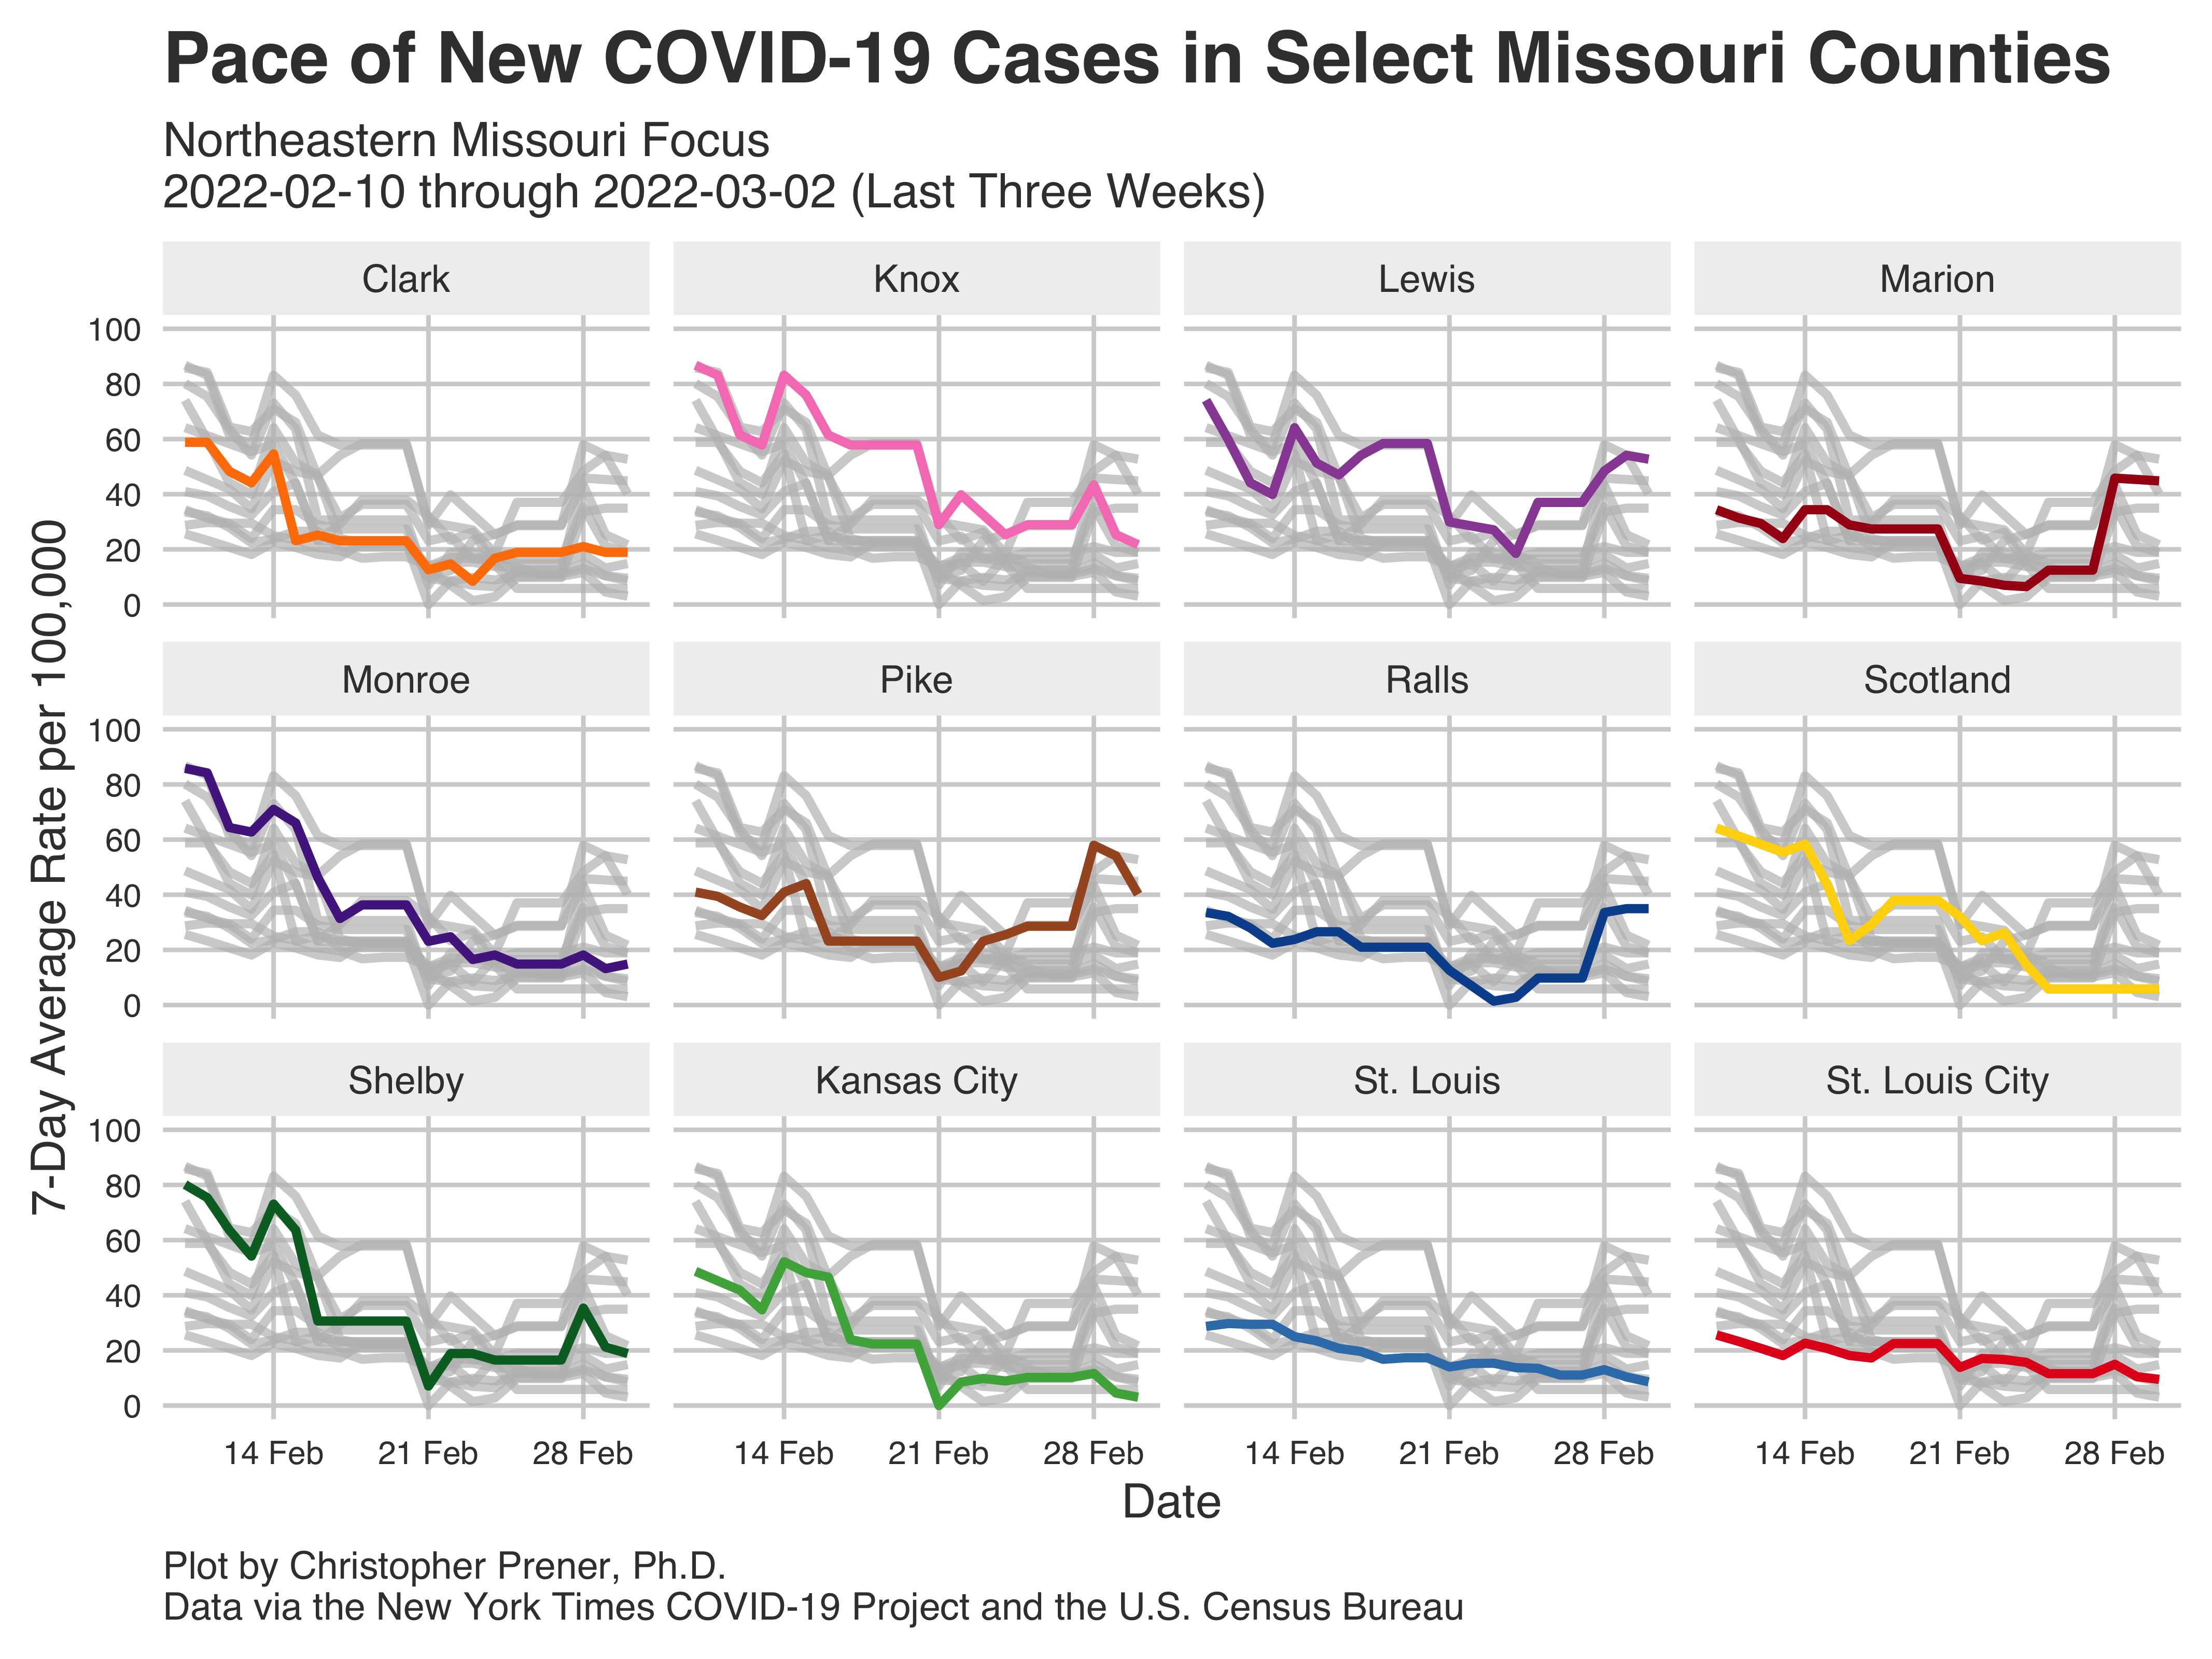 Pace of New COVID-19 Cases in Select Missouri Counties
Northeastern Missouri Focus
2022-02-10 through 2022-03-02 (Last Three Weeks)
7-Day Average Rate per 100,000
Clark
Knox
Lewis
Marion
100
80
60
40
20
0
Monroe
Pike
Ralls
Scotland
100
80
60
40
20
0
Shelby
Kansas City
St. Louis
St. Louis City
100
80
60
40
20
0
14 Feb 21 Feb 28 Feb
14 Feb 21 Feb 28 Feb
14 Feb 21 Feb 28 Feb
14 Feb 21 Feb 28 Feb
Date
Plot by Christopher Prener, Ph.D.
Data via the New York Times COVID-19 Project and the U.S. Census Bureau